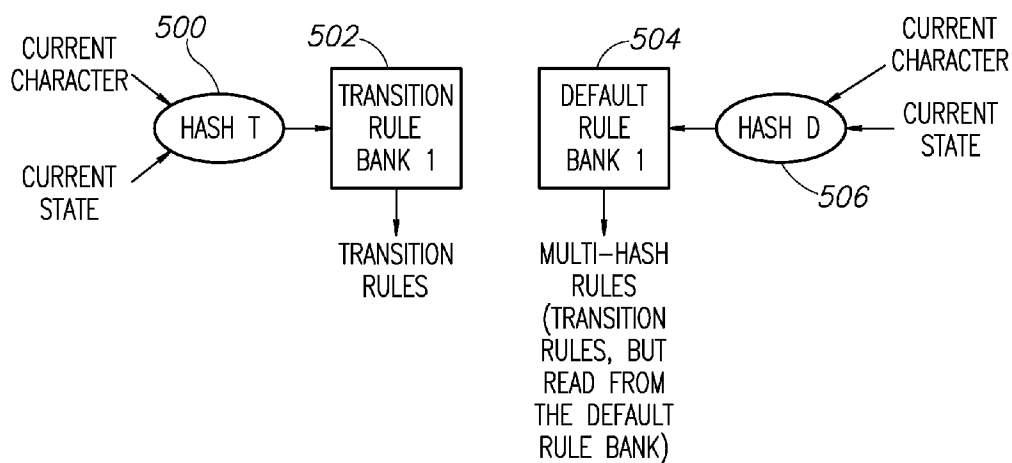 500
CURRENT
CHARACTER
HASH T
CURRENT
STATE
502
TRANSITION
RULE
BANK 1
TRANSITION
RULES
504
DEFAULT
RULE
BANK 1
MULTI-HASH
RULES
(TRANSITION
RULES, BUT
READ FROM
THE DEFAULT
RULE BANK)
CURRENT
CHARACTER
HASH D
CURRENT
STATE
506